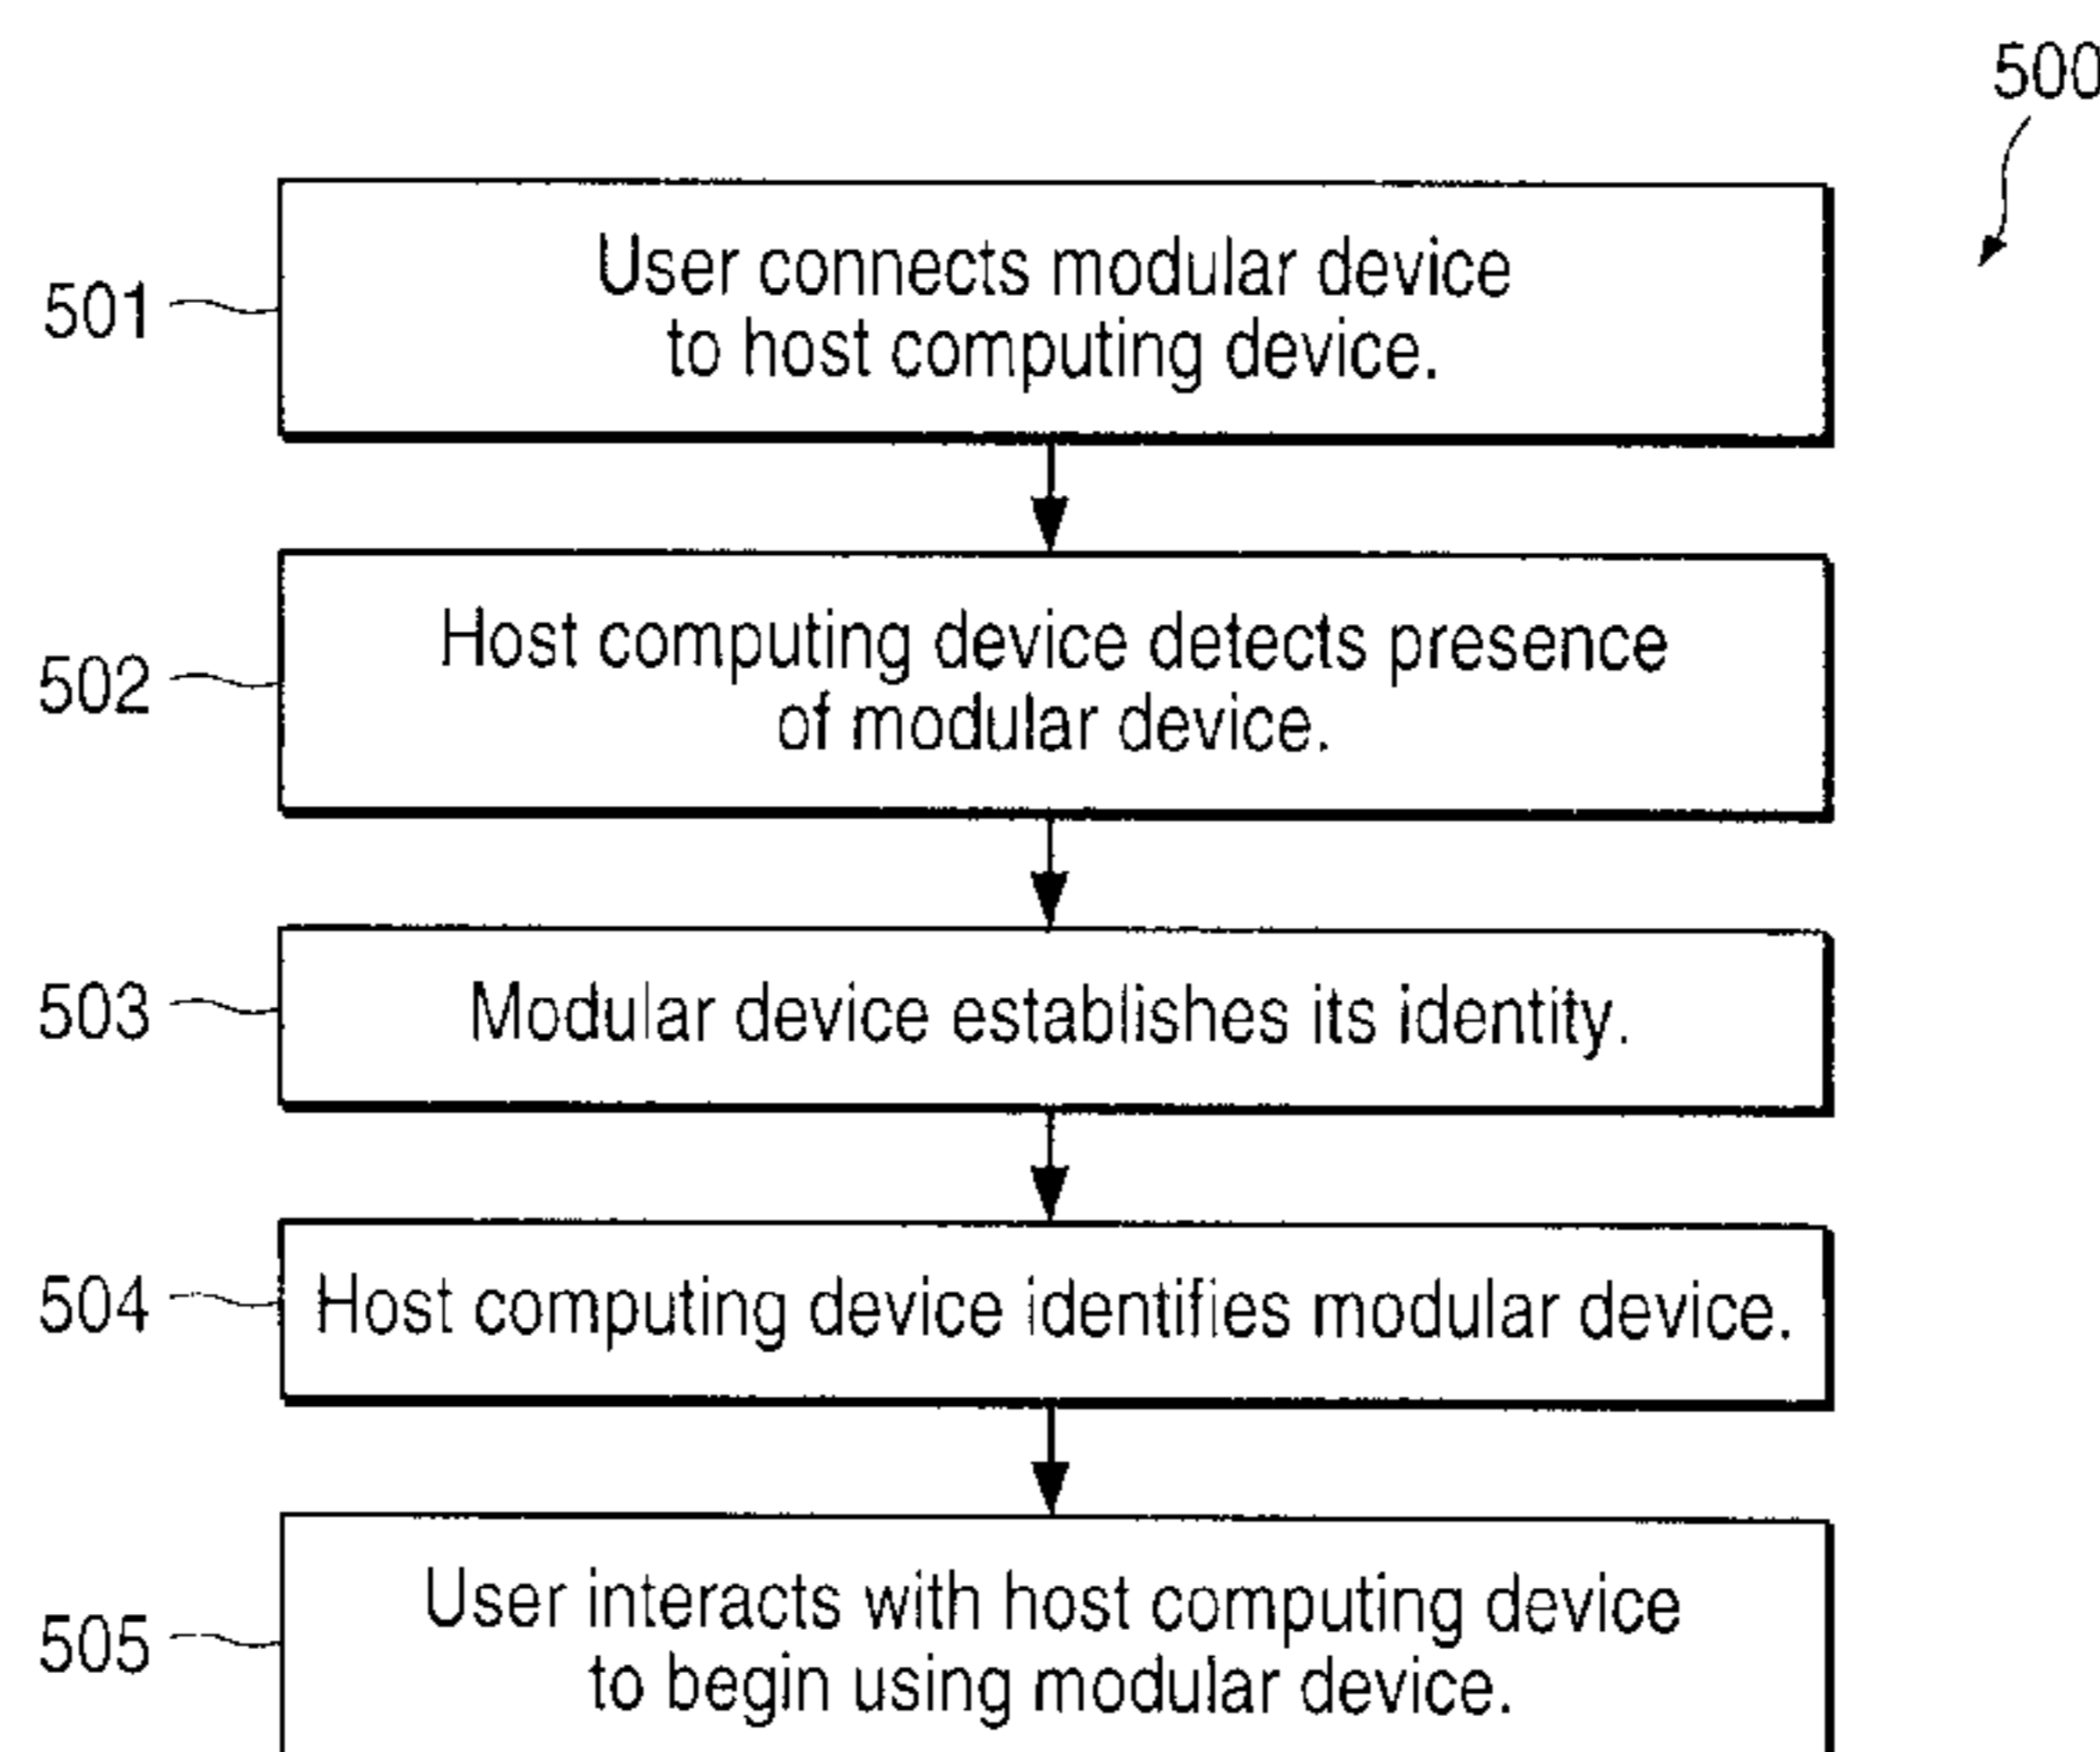 500
501
User connects modular device
to host computing device.
502
Host computing device detects presence
of modular device.
503
Modular device establishes its identity.
504
Host computing device identifies modular device.
505
User interacts with host computing device
to begin using modular device.